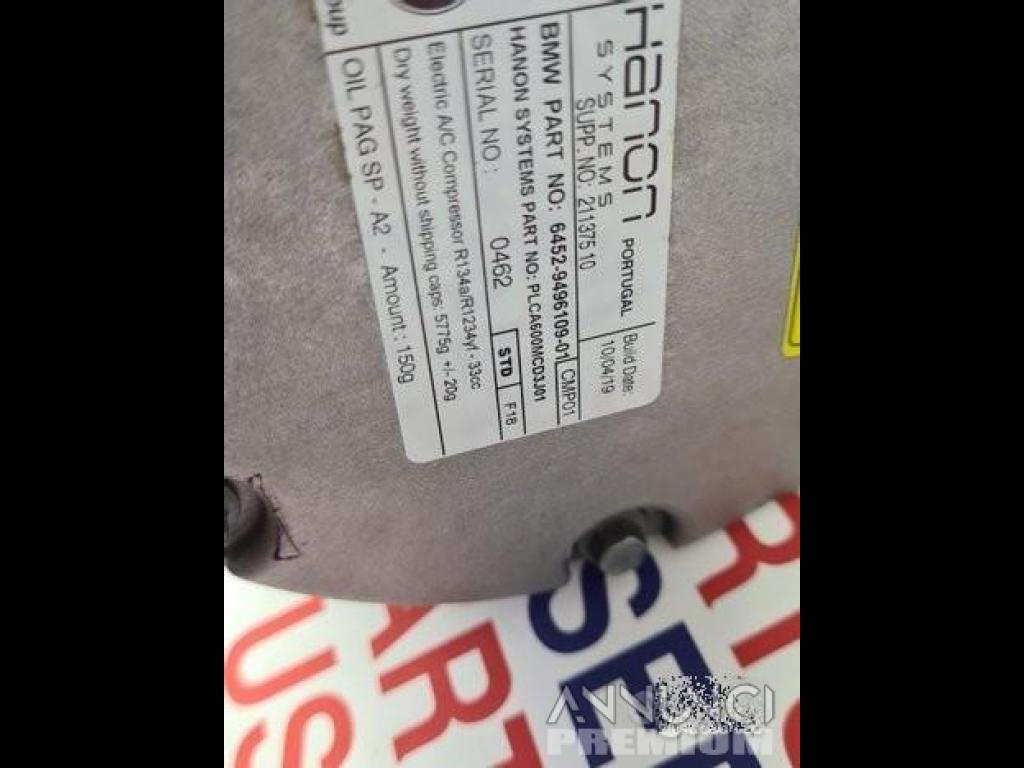 Hanon
SYSTEMS
PORTUGAL
Build Date:
10/04/19
SUPP. NO: 211375 10
BMW PART NO: 6452-9496109-01
CMP01
HANON SYSTEMS PART NO: PLCA600MCD3J01
SERIAL NO :
0462
STD
F18
Electric A/C Compressor R134a/R1234yf - 33cc
Dry weight without shipping caps: 5775g +/- 20g
OIL PAG SP - A2 - Amount : 150g
ANNUNCI
PREMIUM